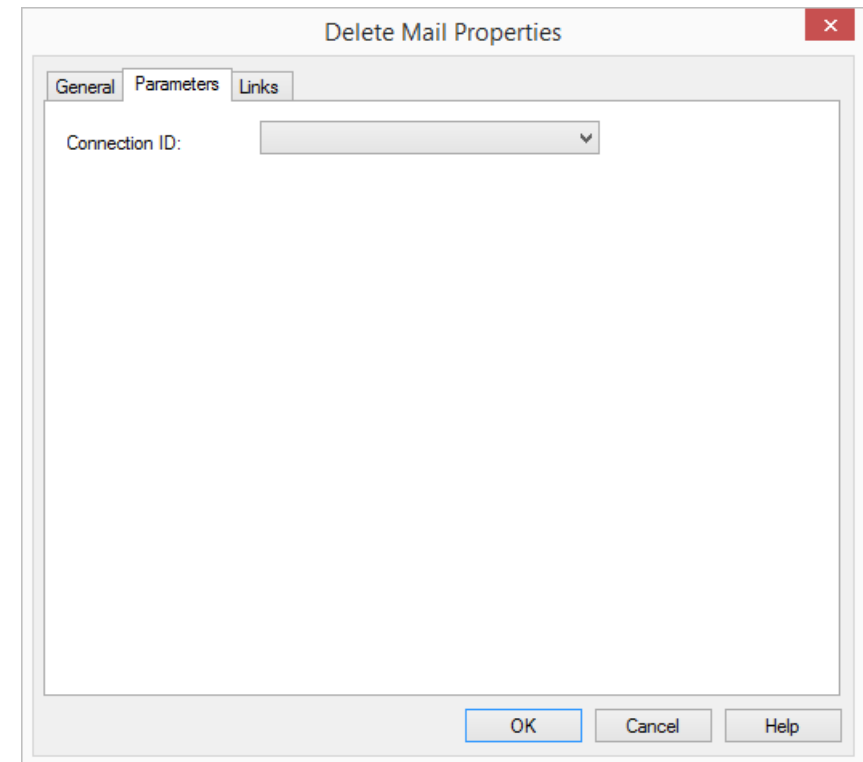 Delete Mail Properties
General Parameters Links
Connection ID:
OK Cancel Help